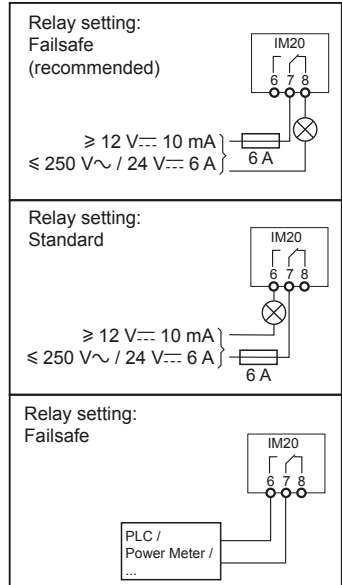 Relay setting:
Failsafe
(recommended)
IM20
6 7 8
≥ 12 V⎓ 10 mA
≤ 250 V∿ / 24 V⎓ 6 A
6 A
Relay setting:
Standard
IM20
6 7 8
≥ 12 V⎓ 10 mA
≤ 250 V∿ / 24 V⎓ 6 A
6 A
Relay setting:
Failsafe
IM20
6 7 8
PLC /
Power Meter /
...